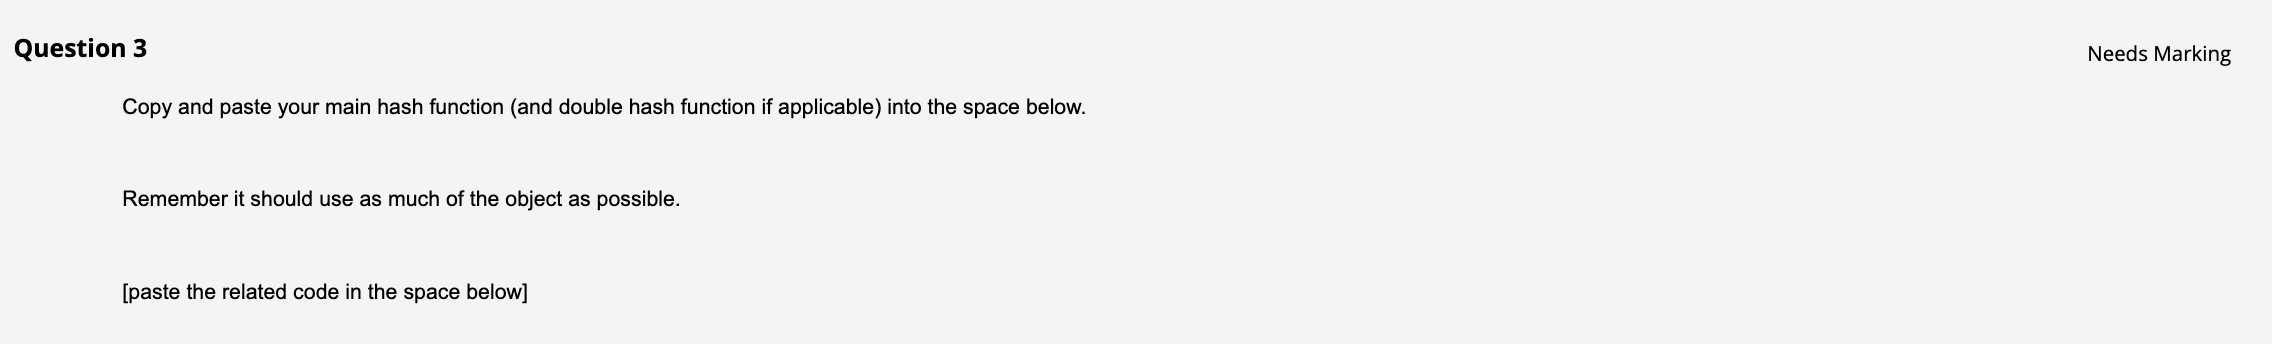 Question 3
Needs Marking
Copy and paste your main hash function (and double hash function if applicable) into the space below.
Remember it should use as much of the object as possible.
[paste the related code in the space below]